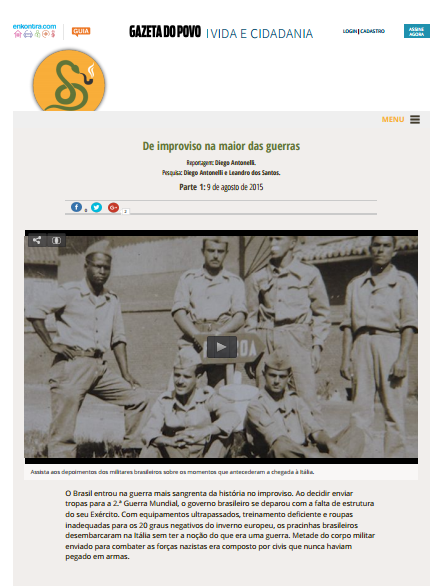 enkontra.com
GUIA
GAZETA DO POVO | VIDA E CIDADANIA
LOGIN | CADASTRO
ASSINE
AGORA
MENU
De improviso na maior das guerras
Reportagem: Diego Antonelli.
Pesquisa: Diego Antonelli e Leandro dos Santos.
Parte 1: 9 de agosto de 2015
Assista aos depoimentos dos militares brasileiros sobre os momentos que antecederam a chegada à Itália.
O Brasil entrou na guerra mais sangrenta da história no improviso. Ao decidir enviar
tropas para a 2.ª Guerra Mundial, o governo brasileiro se deparou com a falta de estrutura
do seu Exército. Com equipamentos ultrapassados, treinamento deficiente e roupas
inadequadas para os 20 graus negativos do inverno europeu, os pracinhas brasileiros
desembarcaram na Itália sem ter a noção do que era uma guerra. Metade do corpo militar
enviado para combater as forças nazistas era composto por civis que nunca haviam
pegado em armas.